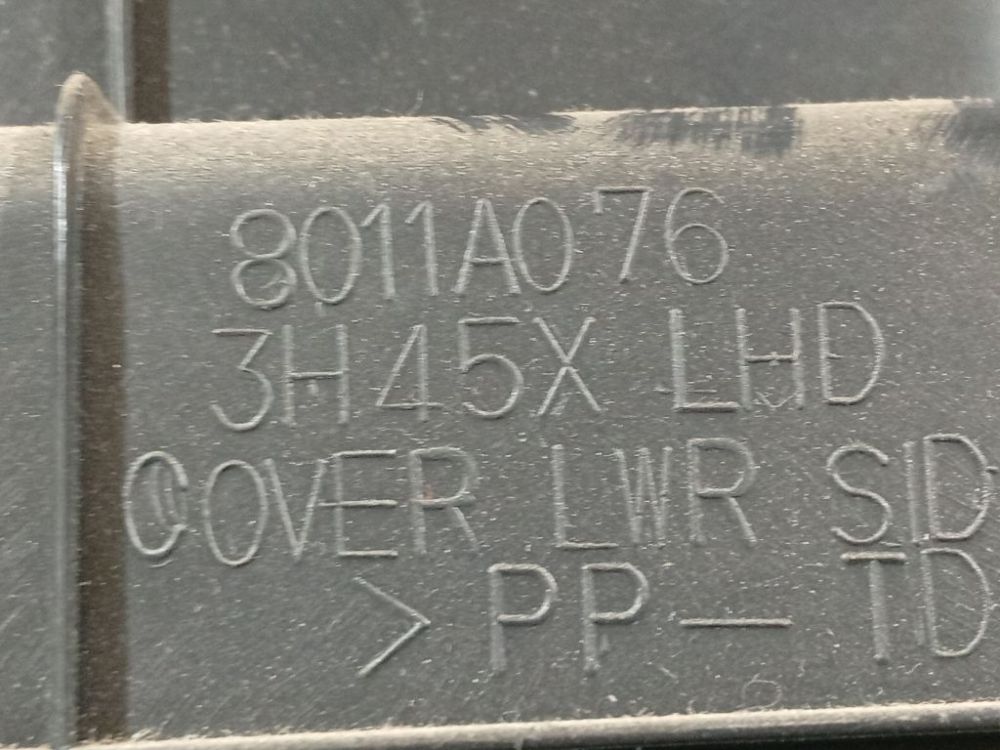 8011A076
3H45X LHD
COVER LWR SID
>PP-TD